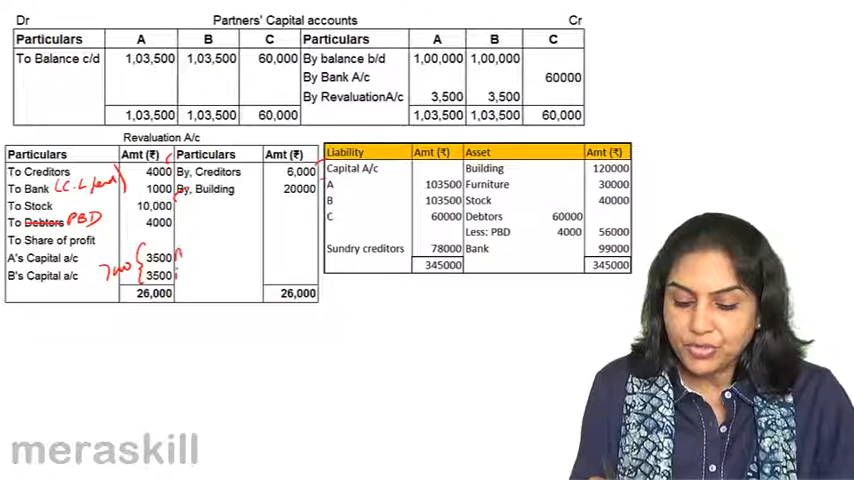 Dr Partners' Capital accounts Cr
Particulars A B C Particulars A B C
To Balance c/d 1,03,500 1,03,500 60,000 By balance b/d 1,00,000 1,00,000
By Bank A/c 60000
By RevaluationA/c 3,500 3,500
1,03,500 1,03,500 60,000 1,03,500 1,03,500 60,000
Revaluation A/c
Particulars Amt (₹) Particulars Amt (₹)
To Creditors 4000 By, Creditors 6,000
To Bank 1000 By, Building 20000
To Stock 10,000
To Debtors PBD 4000
To Share of profit
A's Capital a/c 3500
B's Capital a/c 3500
26,000 26,000
Liability Amt (₹) Asset Amt (₹)
Capital A/c Building 120000
A 103500 Furniture 30000
B 103500 Stock 40000
C 60000 Debtors 60000
Less: PBD 4000 56000
Sundry creditors 78000 Bank 99000
345000 345000
meraskill